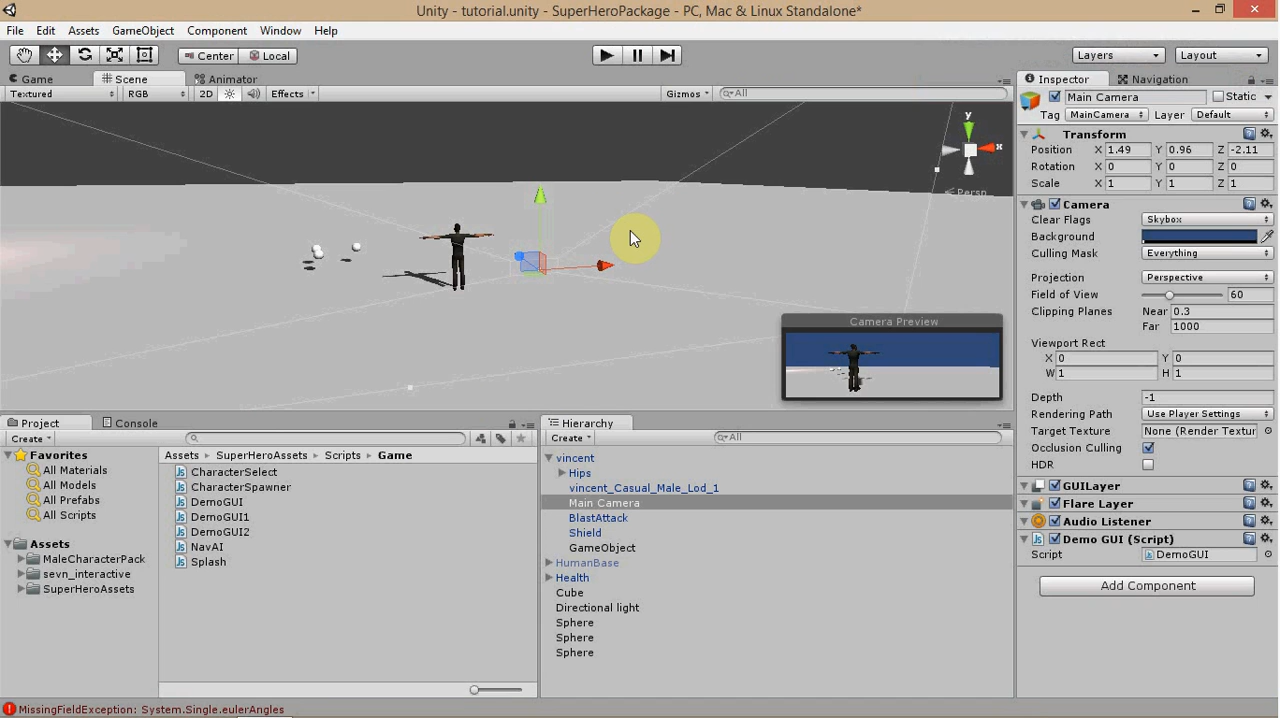 Unity - tutorial.unity - SuperHeroPackage - PC, Mac & Linux Standalone*
File Edit Assets GameObject Component Window Help
Center Local Layers Layout
Game Scene Animator
Textured RGB 2D Effects Gizmos All
y
x
Persp
Camera Preview
Inspector Navigation
Main Camera Static
Tag MainCamera Layer Default
Transform
Position X 1.49 Y 0.96 Z -2.11
Rotation X 0 Y 0 Z 0
Scale X 1 Y 1 Z 1
Camera
Clear Flags Skybox
Background
Culling Mask Everything
Projection Perspective
Field of View 60
Clipping Planes Near 0.3
Far 1000
Viewport Rect
X 0 Y 0
W 1 H 1
Depth -1
Rendering Path Use Player Settings
Target Texture None (Render Textur
Occlusion Culling
HDR
GUILayer
Flare Layer
Audio Listener
Demo GUI (Script)
Script DemoGUI
Add Component
Project Console
Create
Favorites
All Materials
All Models
All Prefabs
All Scripts
Assets
MaleCharacterPack
sevn_interactive
SuperHeroAssets
Assets SuperHeroAssets Scripts Game
CharacterSelect
CharacterSpawner
DemoGUI
DemoGUI1
DemoGUI2
NavAI
Splash
Hierarchy
Create All
vincent
Hips
vincent_Casual_Male_Lod_1
Main Camera
BlastAttack
Shield
GameObject
HumanBase
Health
Cube
Directional light
Sphere
Sphere
Sphere
MissingFieldException: System.Single.eulerAngles